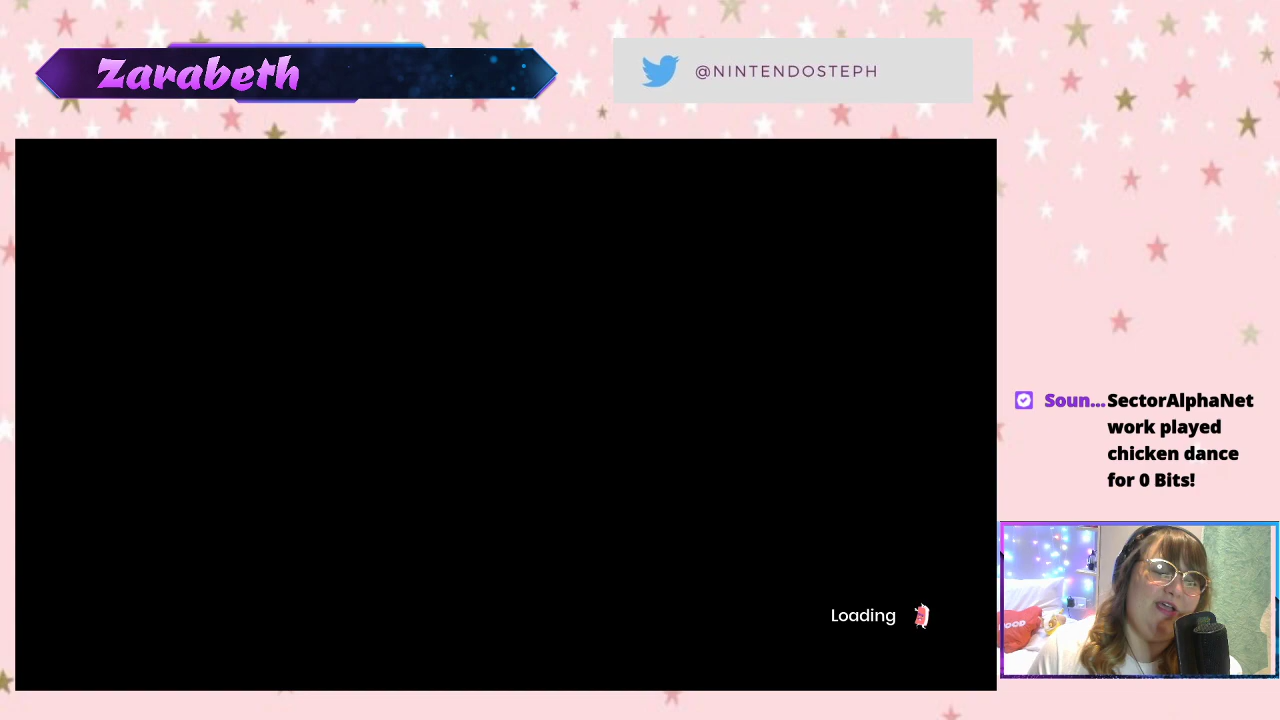 Zarabeth
@NINTENDOSTEPH
Soun...SectorAlphaNet
work played
chicken dance
for 0 Bits!
Loading